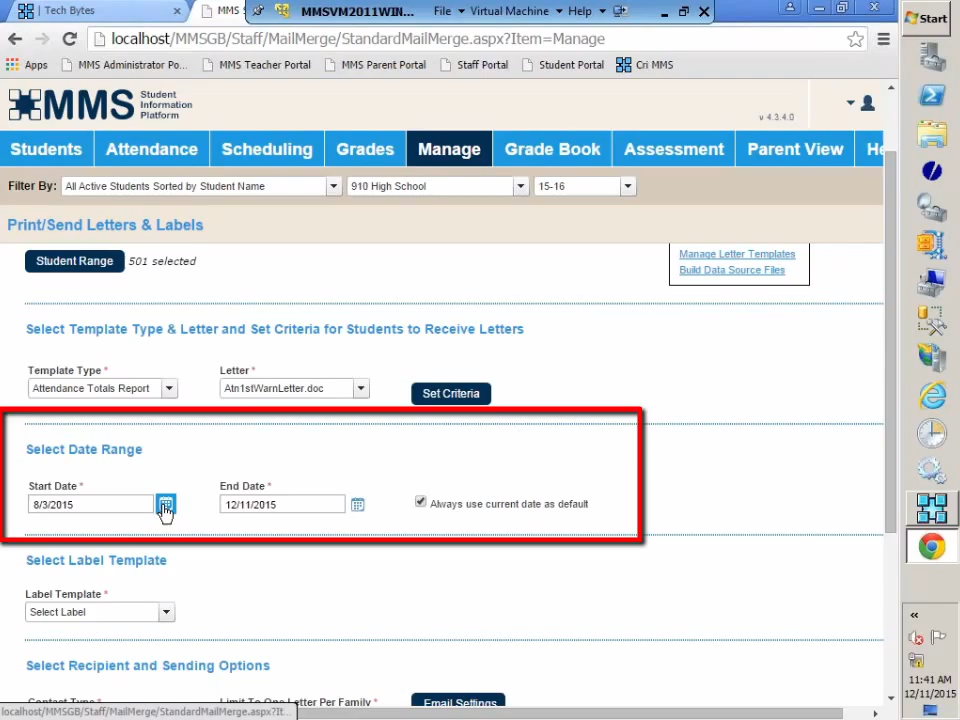 Tech Bytes
MMS
MMSVM2011WIN...
File
Virtual Machine
Help
Start
localhost/MMSGB/Staff/MailMerge/StandardMailMerge.aspx?Item=Manage
Apps
MMS Administrator Po...
MMS Teacher Portal
MMS Parent Portal
Staff Portal
Student Portal
Cri MMS
MMS
Student
Information
Platform
v 4.3.4.0
Students
Attendance
Scheduling
Grades
Manage
Grade Book
Assessment
Parent View
He
Filter By:
All Active Students Sorted by Student Name
910 High School
15-16
Print/Send Letters & Labels
Student Range
501 selected
Manage Letter Templates
Build Data Source Files
Select Template Type & Letter and Set Criteria for Students to Receive Letters
Template Type *
Letter *
Attendance Totals Report
Atn1stWarnLetter.doc
Set Criteria
Select Date Range
Start Date *
End Date *
8/3/2015
12/11/2015
Always use current date as default
Select Label Template
Label Template *
Select Label
Select Recipient and Sending Options
Contact Type *
Limit To One Letter Per Family *
Email Settings
localhost/MMSGB/Staff/MailMerge/StandardMailMerge.aspx?It...
11:41 AM
12/11/2015